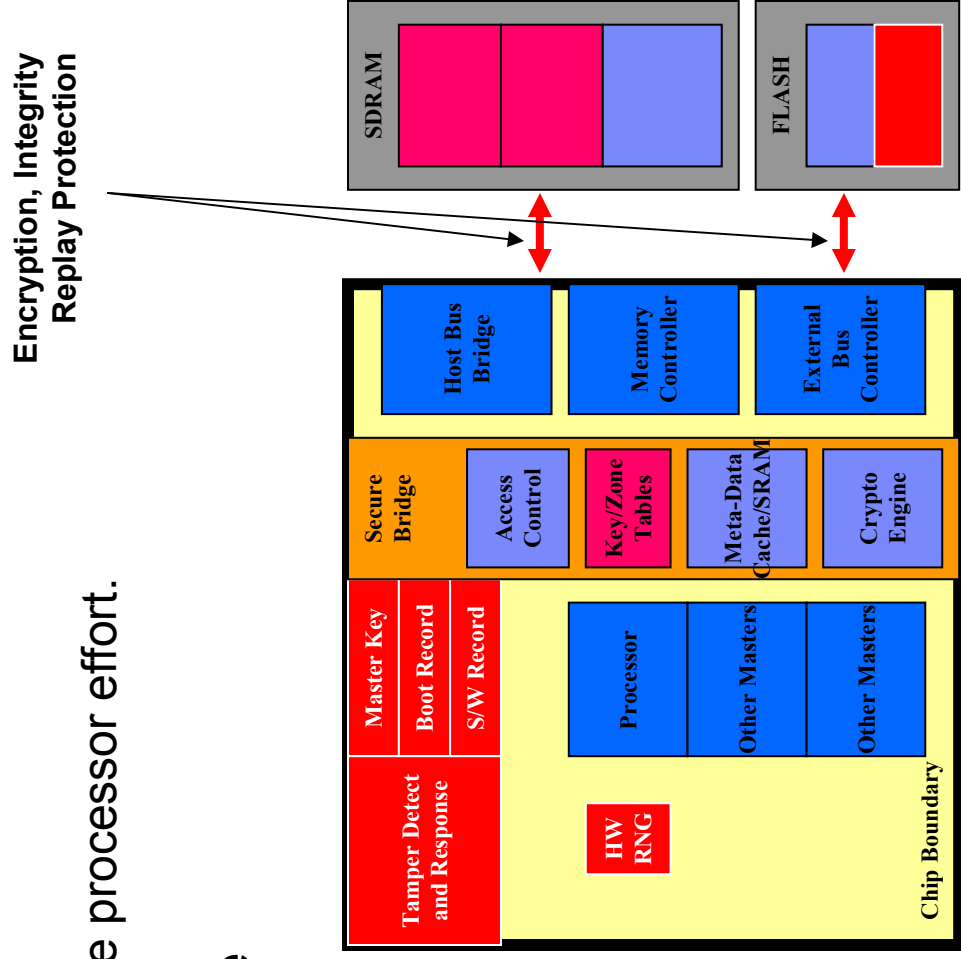 e processor effort.
e
Encryption, Integrity
Replay Protection
Tamper Detect
and Response
Master Key
Boot Record
S/W Record
Secure
Bridge
Access
Control
Key/Zone
Tables
Meta-Data
Cache/SRAM
Crypto
Engine
Host Bus
Bridge
Memory
Controller
External
Bus
Controller
SDRAM
FLASH
HW
RNG
Processor
Other Masters
Other Masters
Chip Boundary